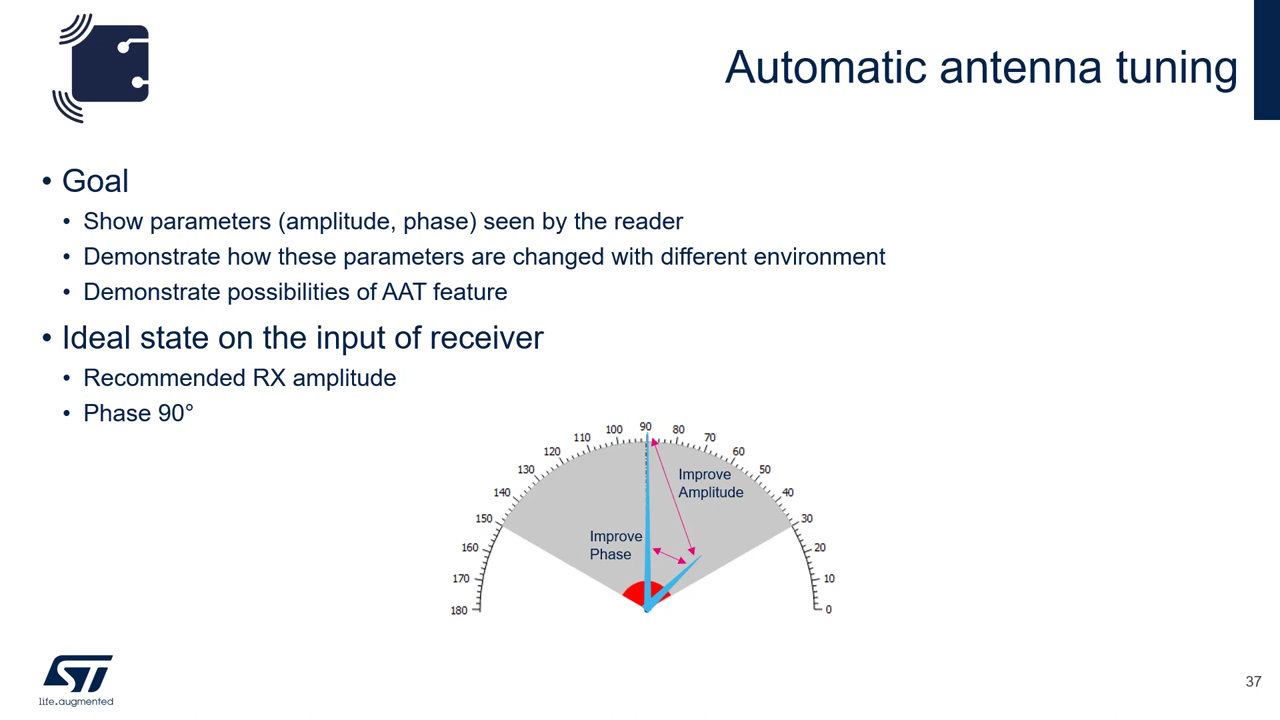 Automatic antenna tuning
• Goal
• Show parameters (amplitude, phase) seen by the reader
• Demonstrate how these parameters are changed with different environment
• Demonstrate possibilities of AAT feature
• Ideal state on the input of receiver
• Recommended RX amplitude
• Phase 90°
180
170
160
150
140
130
120
110
100
90
80
70
60
50
40
30
20
10
0
Improve
Amplitude
Improve
Phase
ST
life.augmented
37